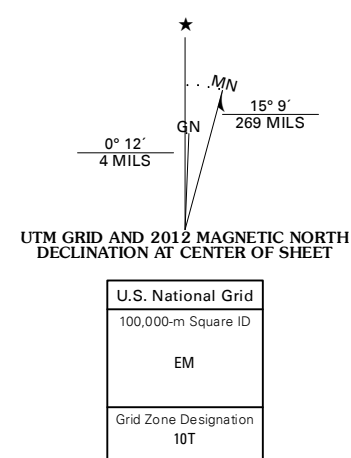 ★
MN
15° 9´
269 MILS
GN
0° 12´
4 MILS
UTM GRID AND 2012 MAGNETIC NORTH
DECLINATION AT CENTER OF SHEET
U.S. National Grid
100,000-m Square ID
EM
Grid Zone Designation
10T